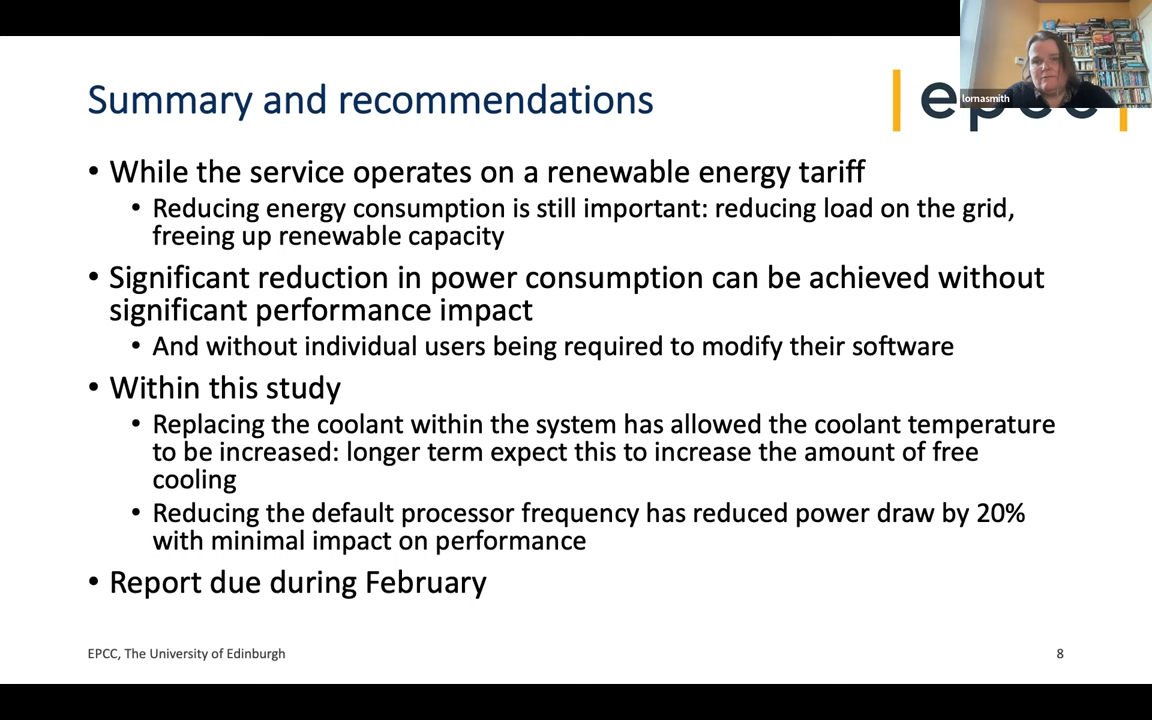 Summary and recommendations
epcc
lornasmith
• While the service operates on a renewable energy tariff
• Reducing energy consumption is still important: reducing load on the grid,
freeing up renewable capacity
• Significant reduction in power consumption can be achieved without
significant performance impact
• And without individual users being required to modify their software
• Within this study
• Replacing the coolant within the system has allowed the coolant temperature
to be increased: longer term expect this to increase the amount of free
cooling
• Reducing the default processor frequency has reduced power draw by 20%
with minimal impact on performance
• Report due during February
EPCC, The University of Edinburgh
8